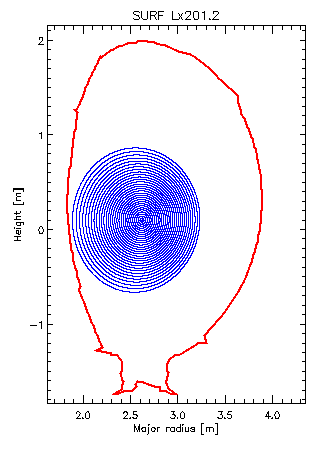 SURF Lx201.2
2
1
0
-1
Height [m]
2.0 2.5 3.0 3.5 4.0
Major radius [m]